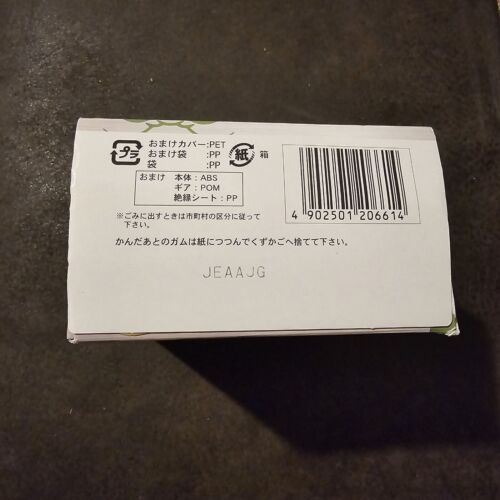 プラ
おまけカバー:PET
おまけ袋 :PP
袋 :PP
紙 箱
おまけ 本体:ABS
ギア:POM
絶縁シート:PP
※ごみに出すときは市町村の区分に従って
下さい。
かんだあとのガムは紙につつんでくずかごへ捨てて下さい。
4 902501 206614
JEAAJG